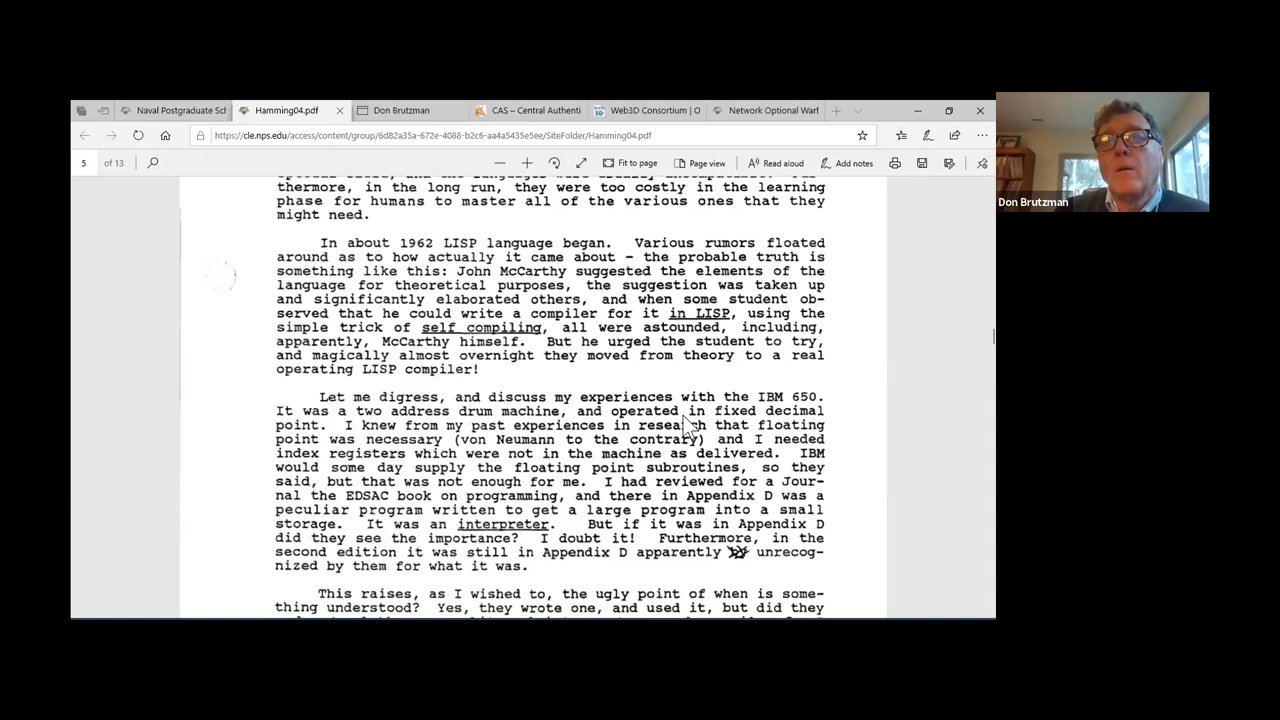 Naval Postgraduate Scl
Hamming04.pdf
Don Brutzman
CAS – Central Authenti
Web3D Consortium | O
Network Optional Warf
https://cle.nps.edu/access/content/group/6d82a35a-672e-4088-b2c6-aa4a5435e5ee/SiteFolder/Hamming04.pdf
5 of 13
Fit to page
Page view
Read aloud
Add notes
thermore, in the long run, they were too costly in the learning
phase for humans to master all of the various ones that they
might need.
In about 1962 LISP language began. Various rumors floated
around as to how actually it came about - the probable truth is
something like this: John McCarthy suggested the elements of the
language for theoretical purposes, the suggestion was taken up
and significantly elaborated others, and when some student ob-
served that he could write a compiler for it in LISP, using the
simple trick of self compiling, all were astounded, including,
apparently, McCarthy himself. But he urged the student to try,
and magically almost overnight they moved from theory to a real
operating LISP compiler!
Let me digress, and discuss my experiences with the IBM 650.
It was a two address drum machine, and operated in fixed decimal
point. I knew from my past experiences in research that floating
point was necessary (von Neumann to the contrary) and I needed
index registers which were not in the machine as delivered. IBM
would some day supply the floating point subroutines, so they
said, but that was not enough for me. I had reviewed for a Jour-
nal the EDSAC book on programming, and there in Appendix D was a
peculiar program written to get a large program into a small
storage. It was an interpreter. But if it was in Appendix D
did they see the importance? I doubt it! Furthermore, in the
second edition it was still in Appendix D apparently unrecog-
nized by them for what it was.
This raises, as I wished to, the ugly point of when is some-
thing understood? Yes, they wrote one, and used it, but did they
Don Brutzman